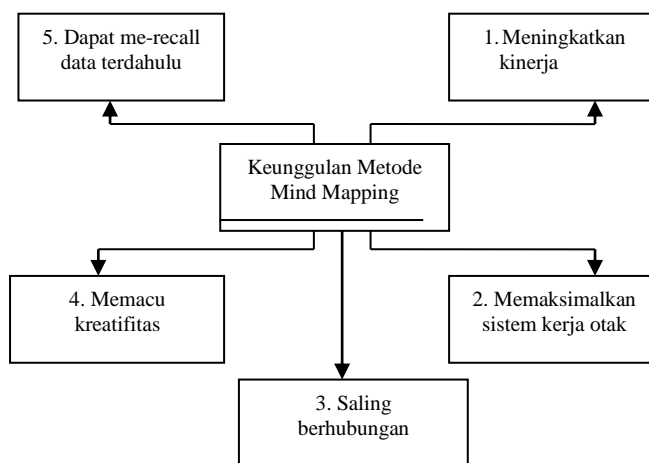 5. Dapat me-recall
data terdahulu
1. Meningkatkan
kinerja
Keunggulan Metode
Mind Mapping
4. Memacu
kreatifitas
2. Memaksimalkan
sistem kerja otak
3. Saling
berhubungan